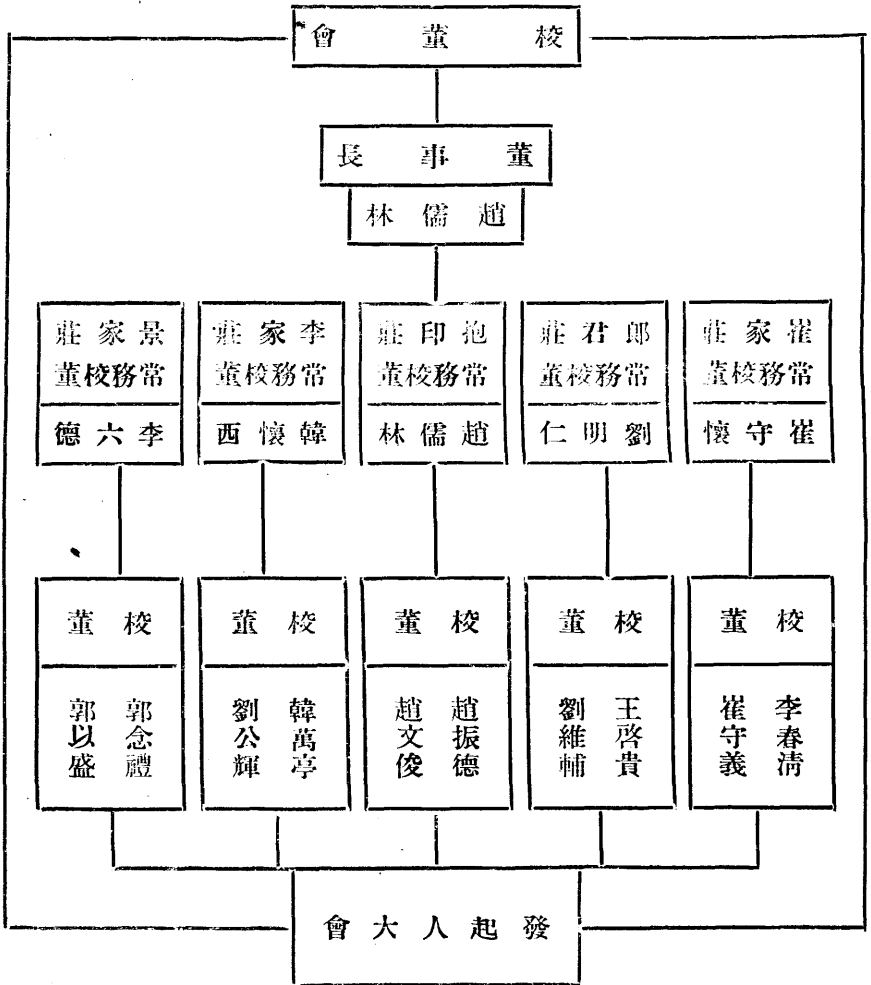 校董會
董事長
趙儒林
崔家莊
常務校董
崔守懷
郎君莊
常務校董
劉明仁
抱印莊
常務校董
趙儒林
李家莊
常務校董
韓懷西
景家莊
常務校董
李六德
校董
李春清
崔守義
校董
王啓貴
劉維輔
校董
趙振德
趙文俊
校董
韓萬亭
劉公輝
校董
郭念禮
郭以盛
發起人大會